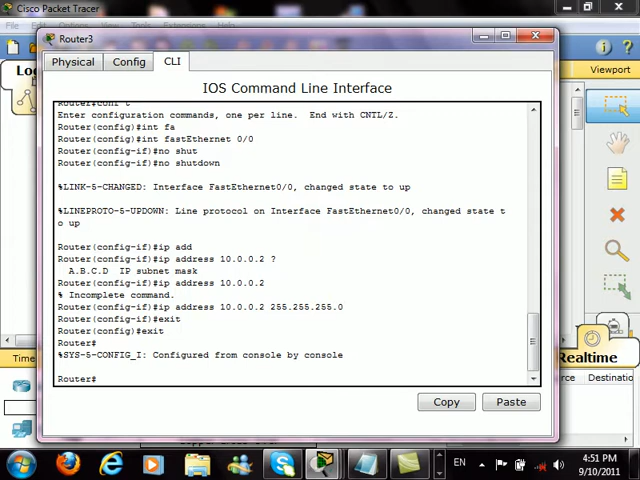 Cisco Packet Tracer
Router3
Physical
Config
CLI
Viewport
IOS Command Line Interface
Enter configuration commands, one per line.  End with CNTL/Z.
Router(config)#int fa
Router(config)#int fastEthernet 0/0
Router(config-if)#no shut
Router(config-if)#no shutdown
%LINK-5-CHANGED: Interface FastEthernet0/0, changed state to up
%LINEPROTO-5-UPDOWN: Line protocol on Interface FastEthernet0/0, changed state t
o up
Router(config-if)#ip add
Router(config-if)#ip address 10.0.0.2 ?
  A.B.C.D  IP subnet mask
Router(config-if)#ip address 10.0.0.2
% Incomplete command.
Router(config-if)#ip address 10.0.0.2 255.255.255.0
Router(config-if)#exit
Router(config)#exit
Router#
%SYS-5-CONFIG_I: Configured from console by console
Router#
Copy
Paste
Time
Realtime
Destinatio
EN
4:51 PM
9/10/2011